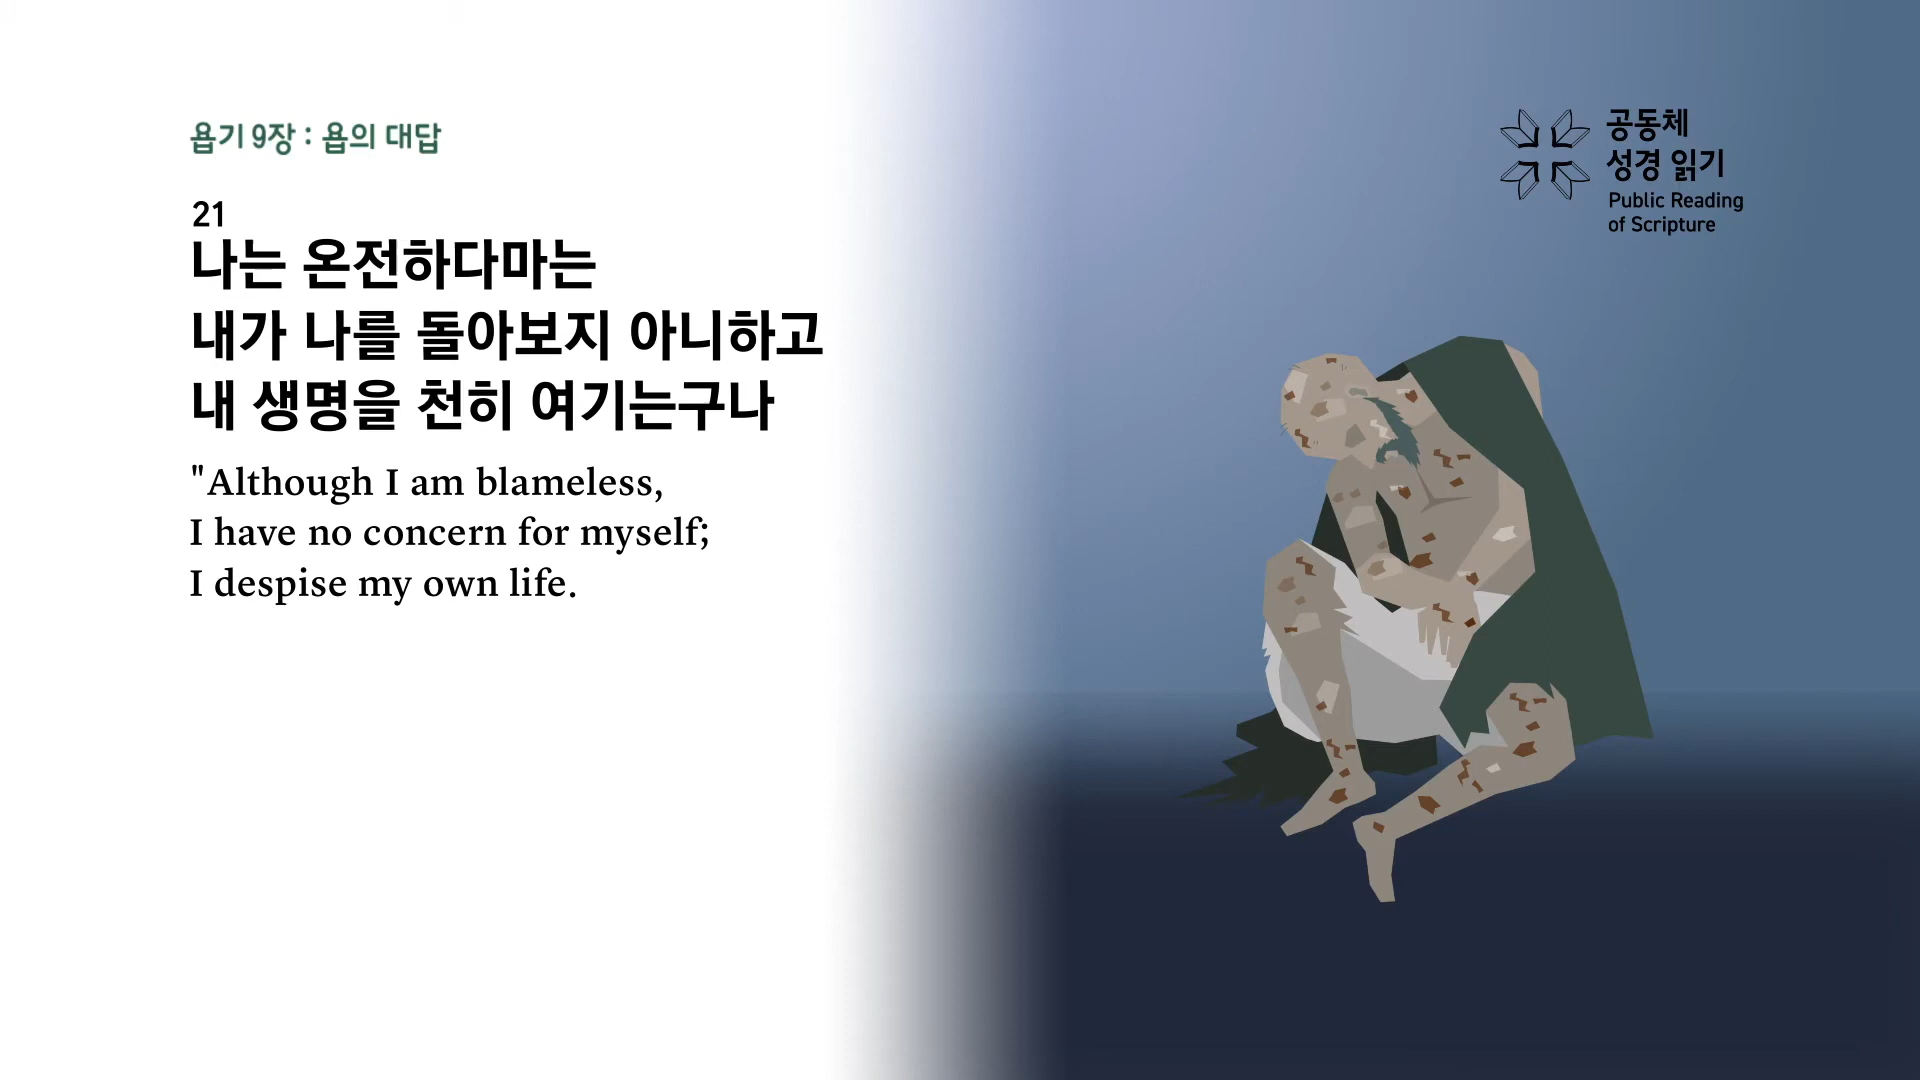 욥기 9장 : 욥의 대답
21
나는 온전하다마는
내가 나를 돌아보지 아니하고
내 생명을 천히 여기는구나
"Although I am blameless,
I have no concern for myself;
I despise my own life.
공동체
성경 읽기
Public Reading
of Scripture